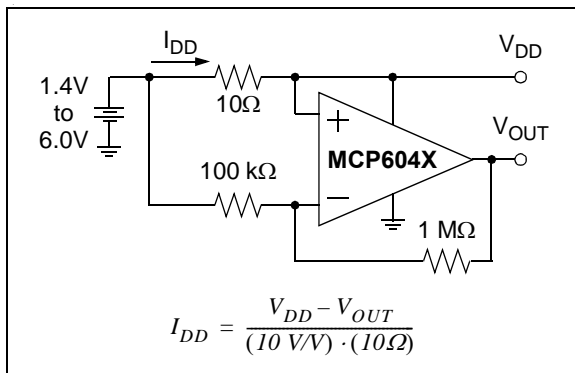 I_DD
V_DD
1.4V
to
6.0V
10Ω
V_OUT
+
MCP604X
100 kΩ
–
1 MΩ
I_DD = (V_DD – V_OUT) / ((10 V/V) · (10Ω))